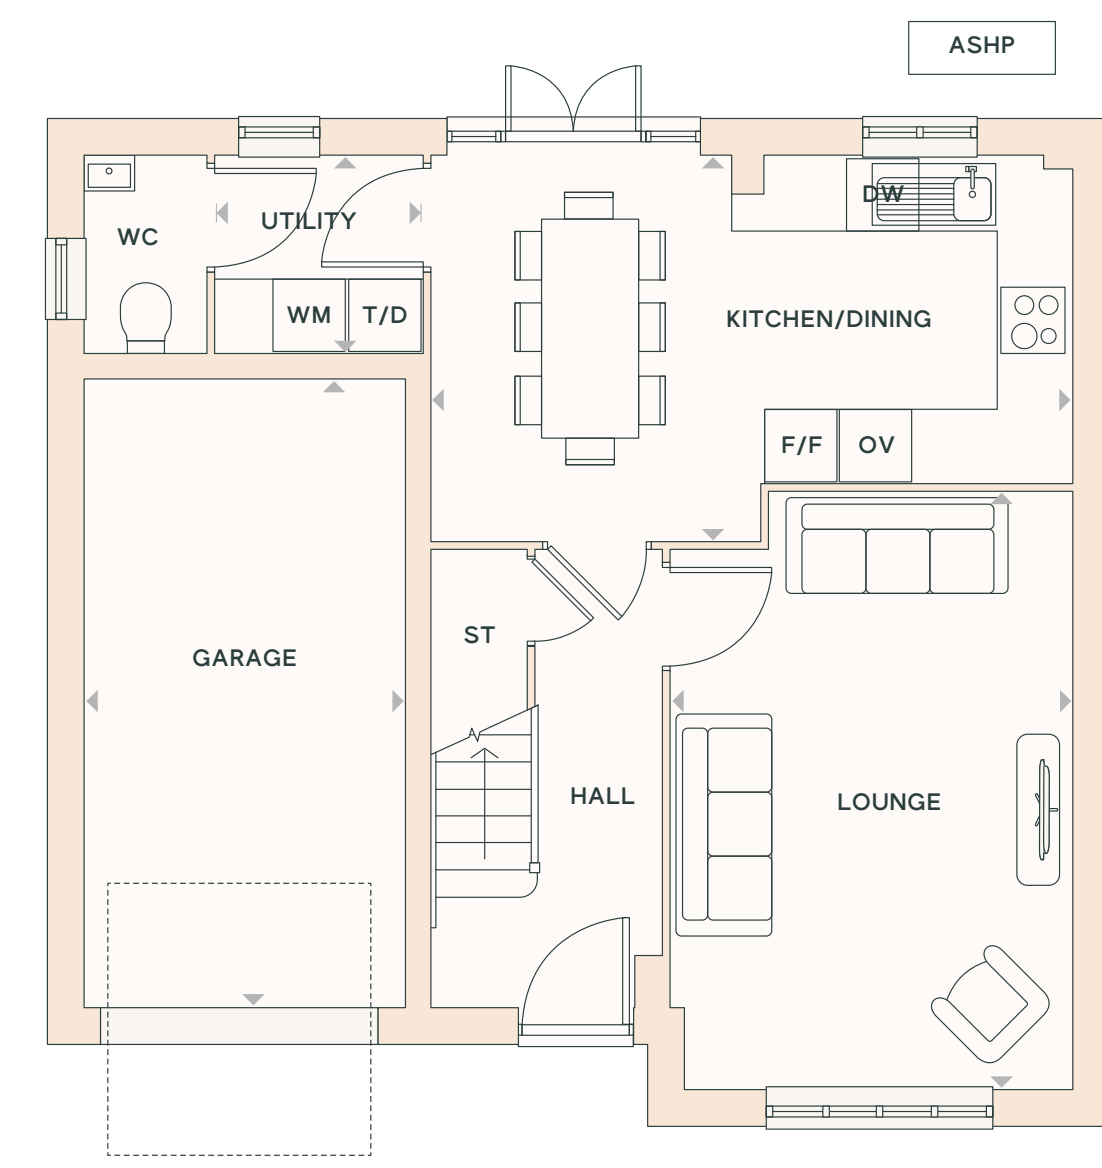 ASHP
DW
UTILITY
WC
WM
T/D
KITCHEN/DINING
F/F
OV
ST
GARAGE
HALL
LOUNGE